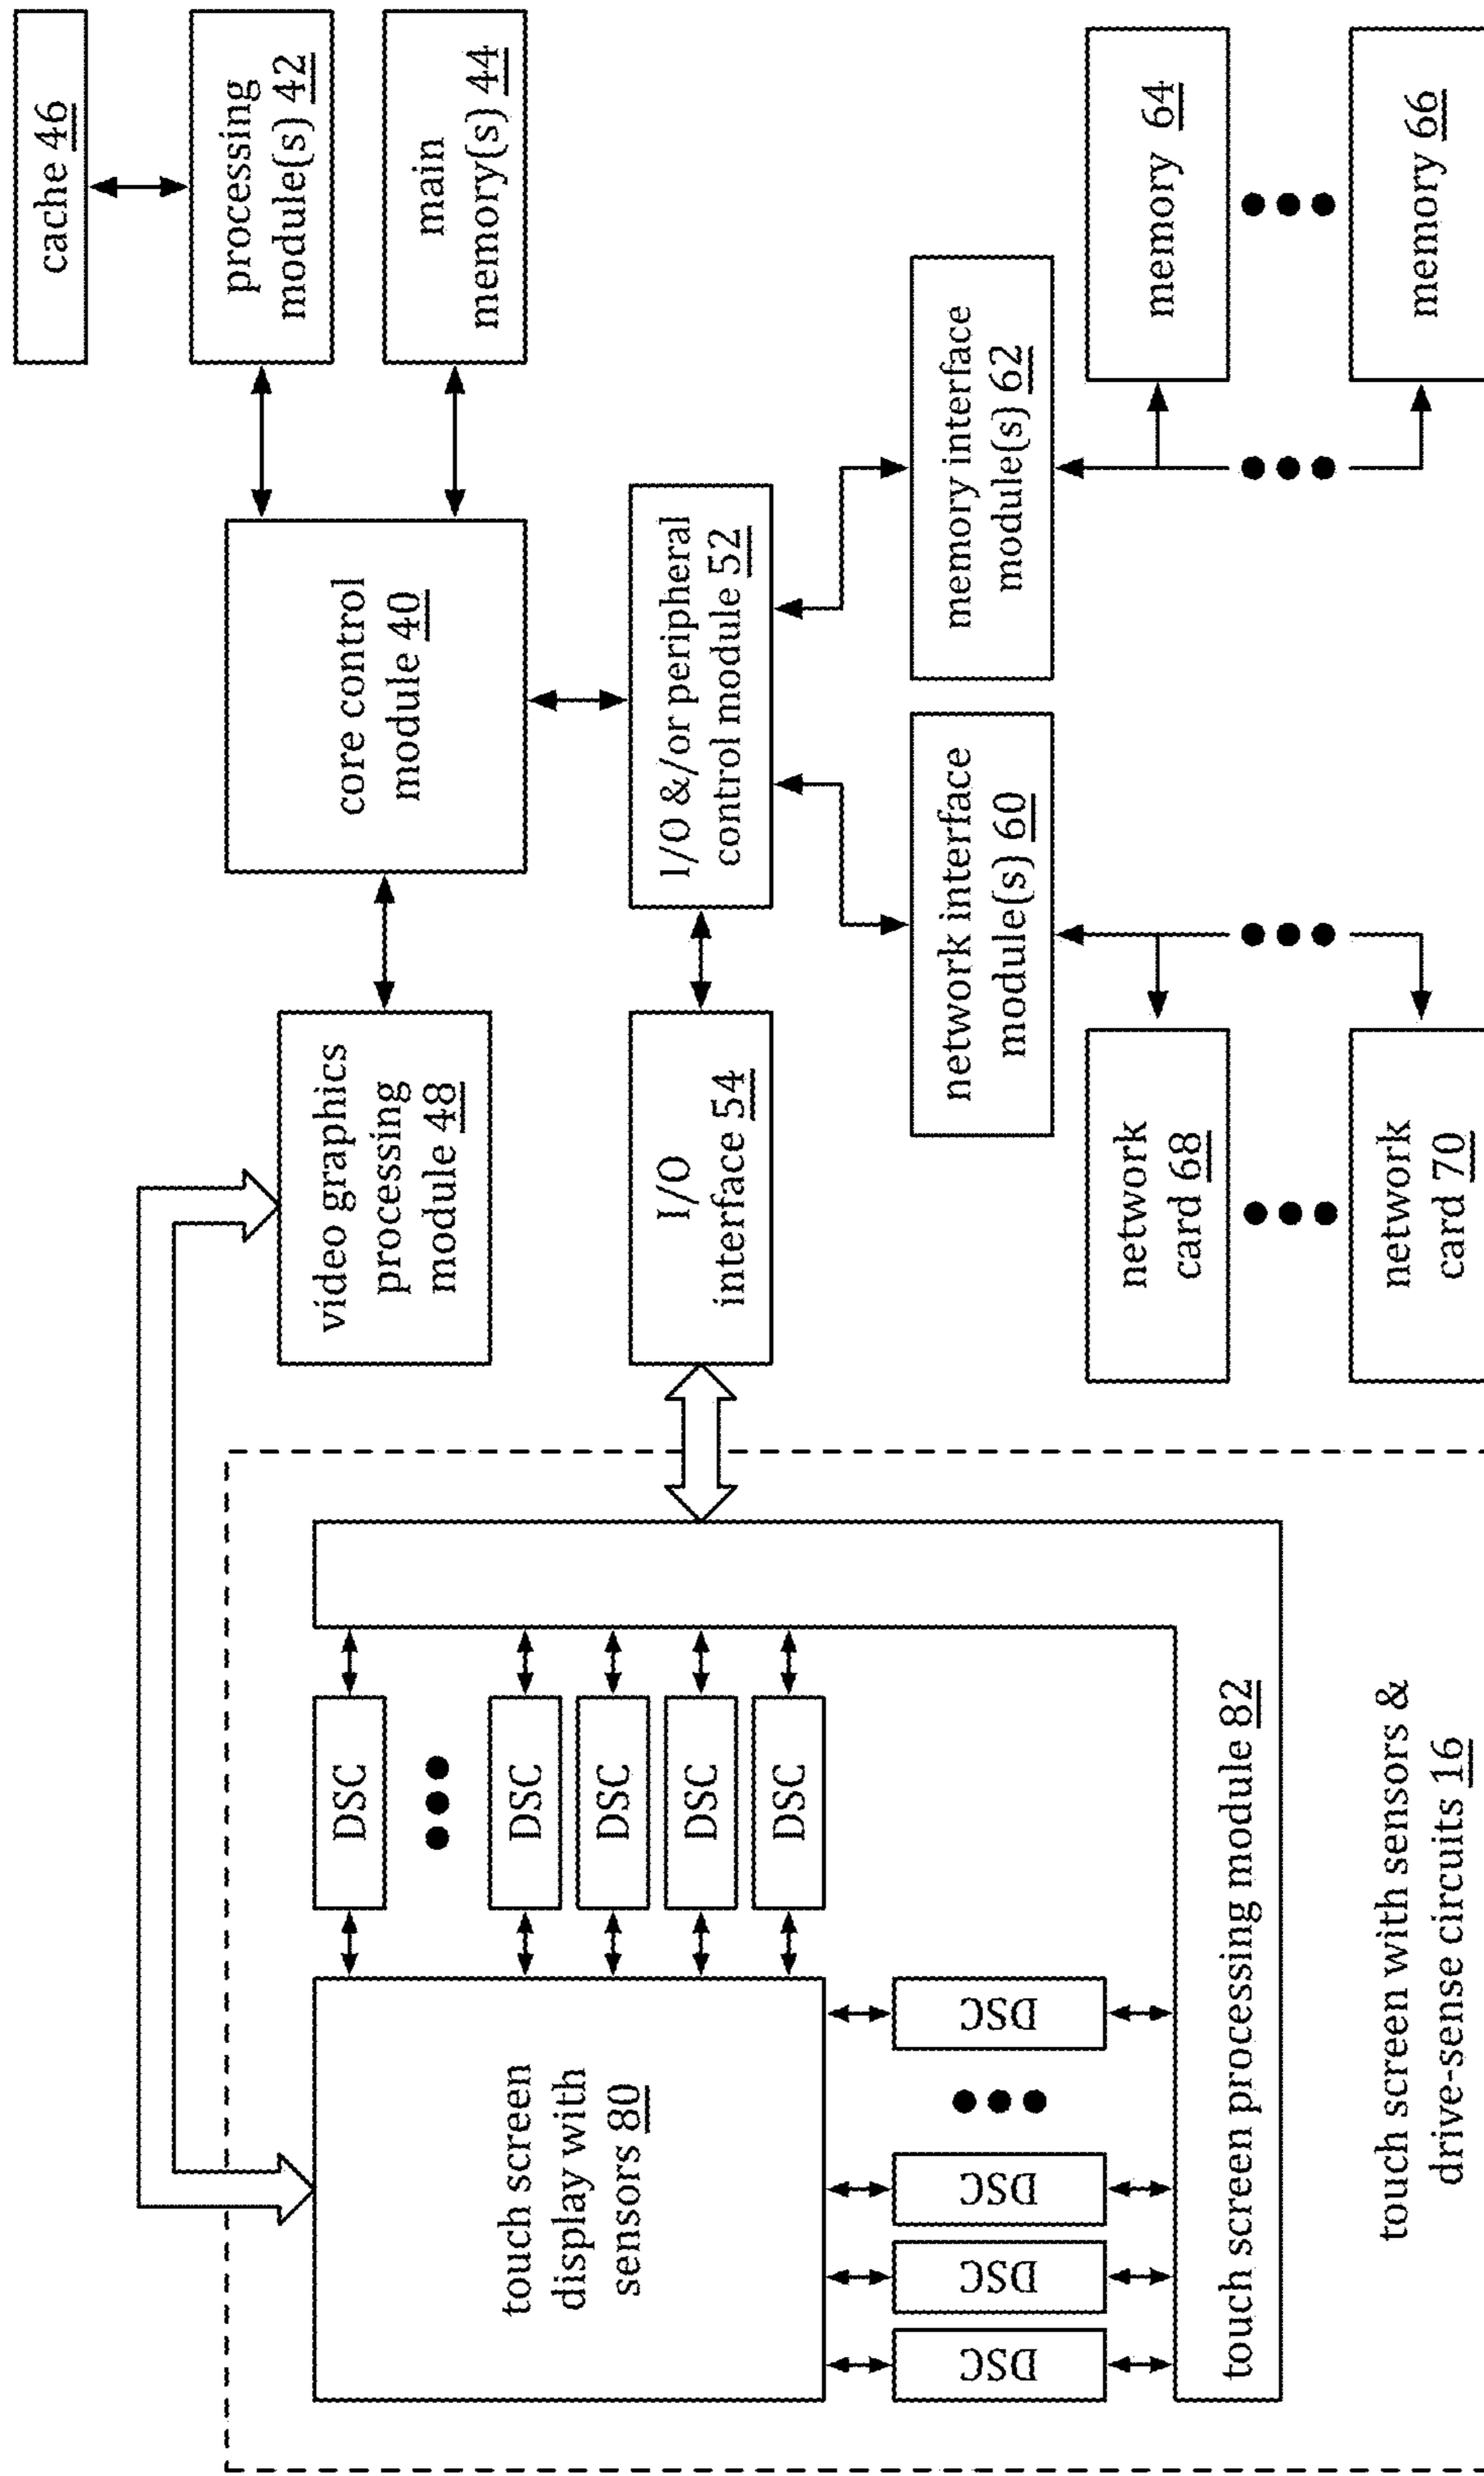 cache 46
processing
module(s) 42
main
memory(s) 44
core control
module 40
video graphics
processing
module 48
I/O &/or peripheral
control module 52
I/O
interface 54
memory interface
module(s) 62
network interface
module(s) 60
memory 64
memory 66
network
card 68
network
card 70
touch screen
display with
sensors 80
DSC
DSC
DSC
DSC
DSC
DSC
DSC
DSC
DSC
touch screen processing module 82
touch screen with sensors &
drive-sense circuits 16